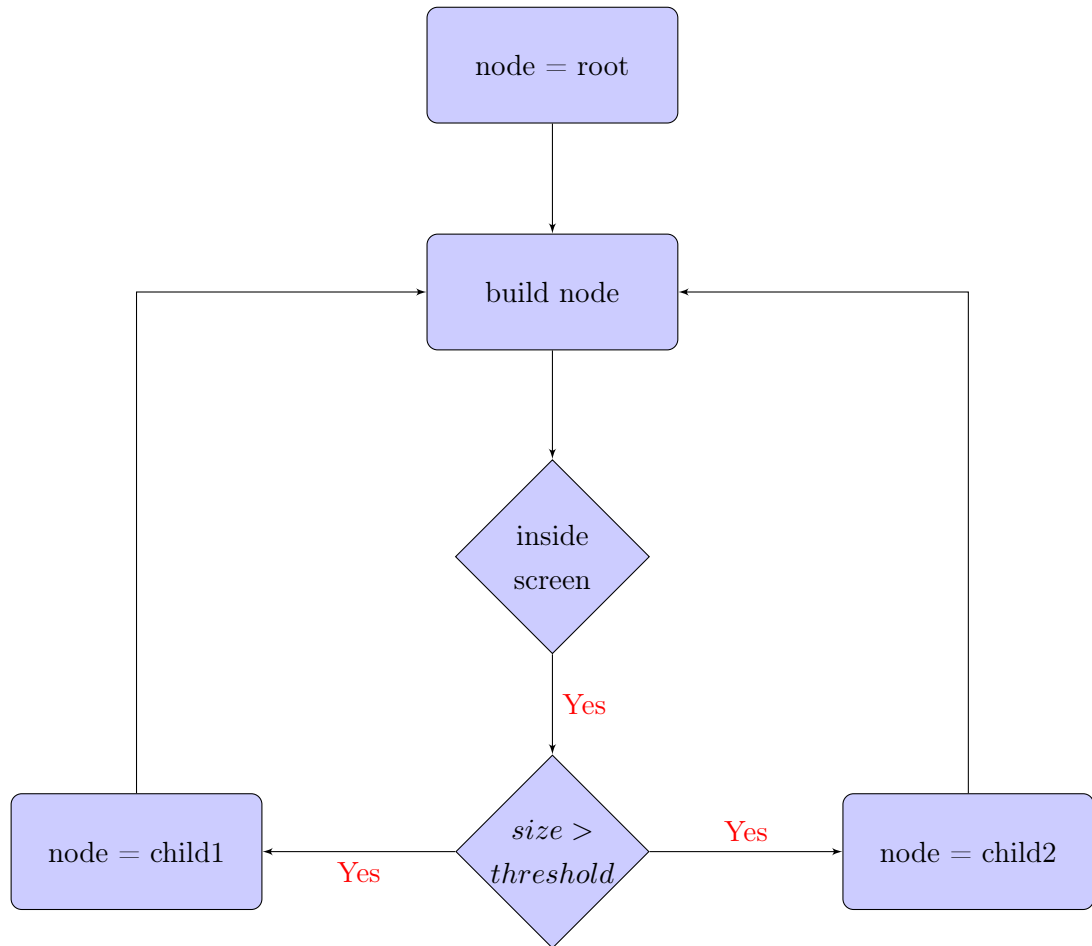 node = root
build node
inside
screen
Yes
node = child1
Yes
size >
threshold
Yes
node = child2